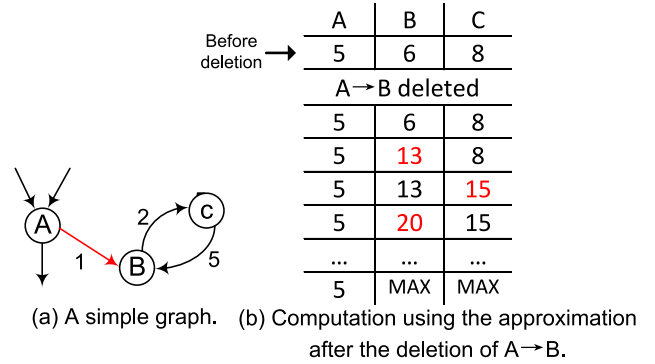 A B C
Before deletion
5 6 8
A→B deleted
5 6 8
5 13 8
5 13 15
5 20 15
... ... ...
5 MAX MAX
A
1
B
2
c
5
(a) A simple graph.
(b) Computation using the approximation
after the deletion of A→B.